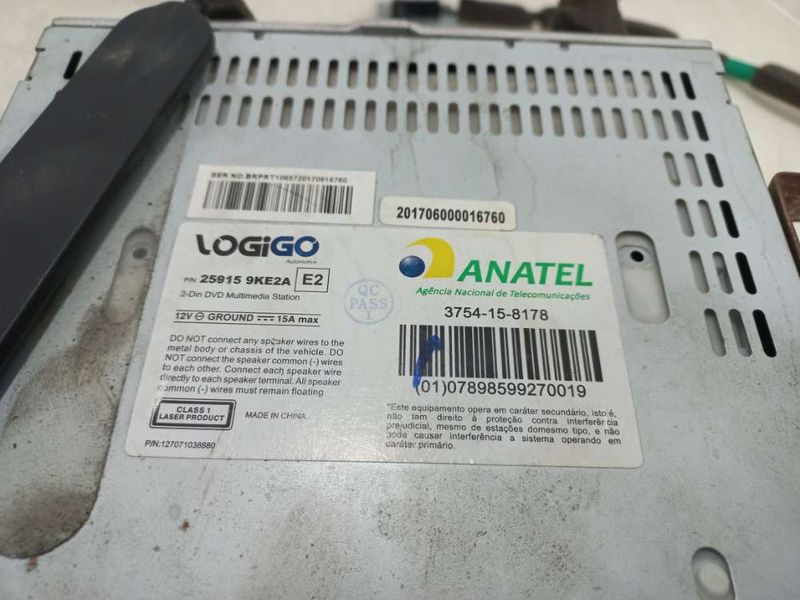 SER.NO.BRPRT1069720170616760
201706000016760
LOGiGO
Automotive
P/N: 25915 9KE2A E2
2-Din DVD Multimedia Station
12V ⊖ GROUND ⎓ 15A max
QC
PASS
1
DO NOT connect any speaker wires to the
metal body or chassis of the vehicle. DO
NOT connect the speaker common (-) wires
to each other. Connect each speaker wire
directly to each speaker terminal. All speaker
common (-) wires must remain floating
CLASS 1
LASER PRODUCT
MADE IN CHINA
P/N:127071038880
ANATEL
Agência Nacional de Telecomunicações
3754-15-8178
(01)07898599270019
"Este equipamento opera em caráter secundário, isto é,
não tem direito à proteção contra interferência
prejudicial, mesmo de estações domesmo tipo, e não
pode causar interferência a sistema operando em
caráter primário.